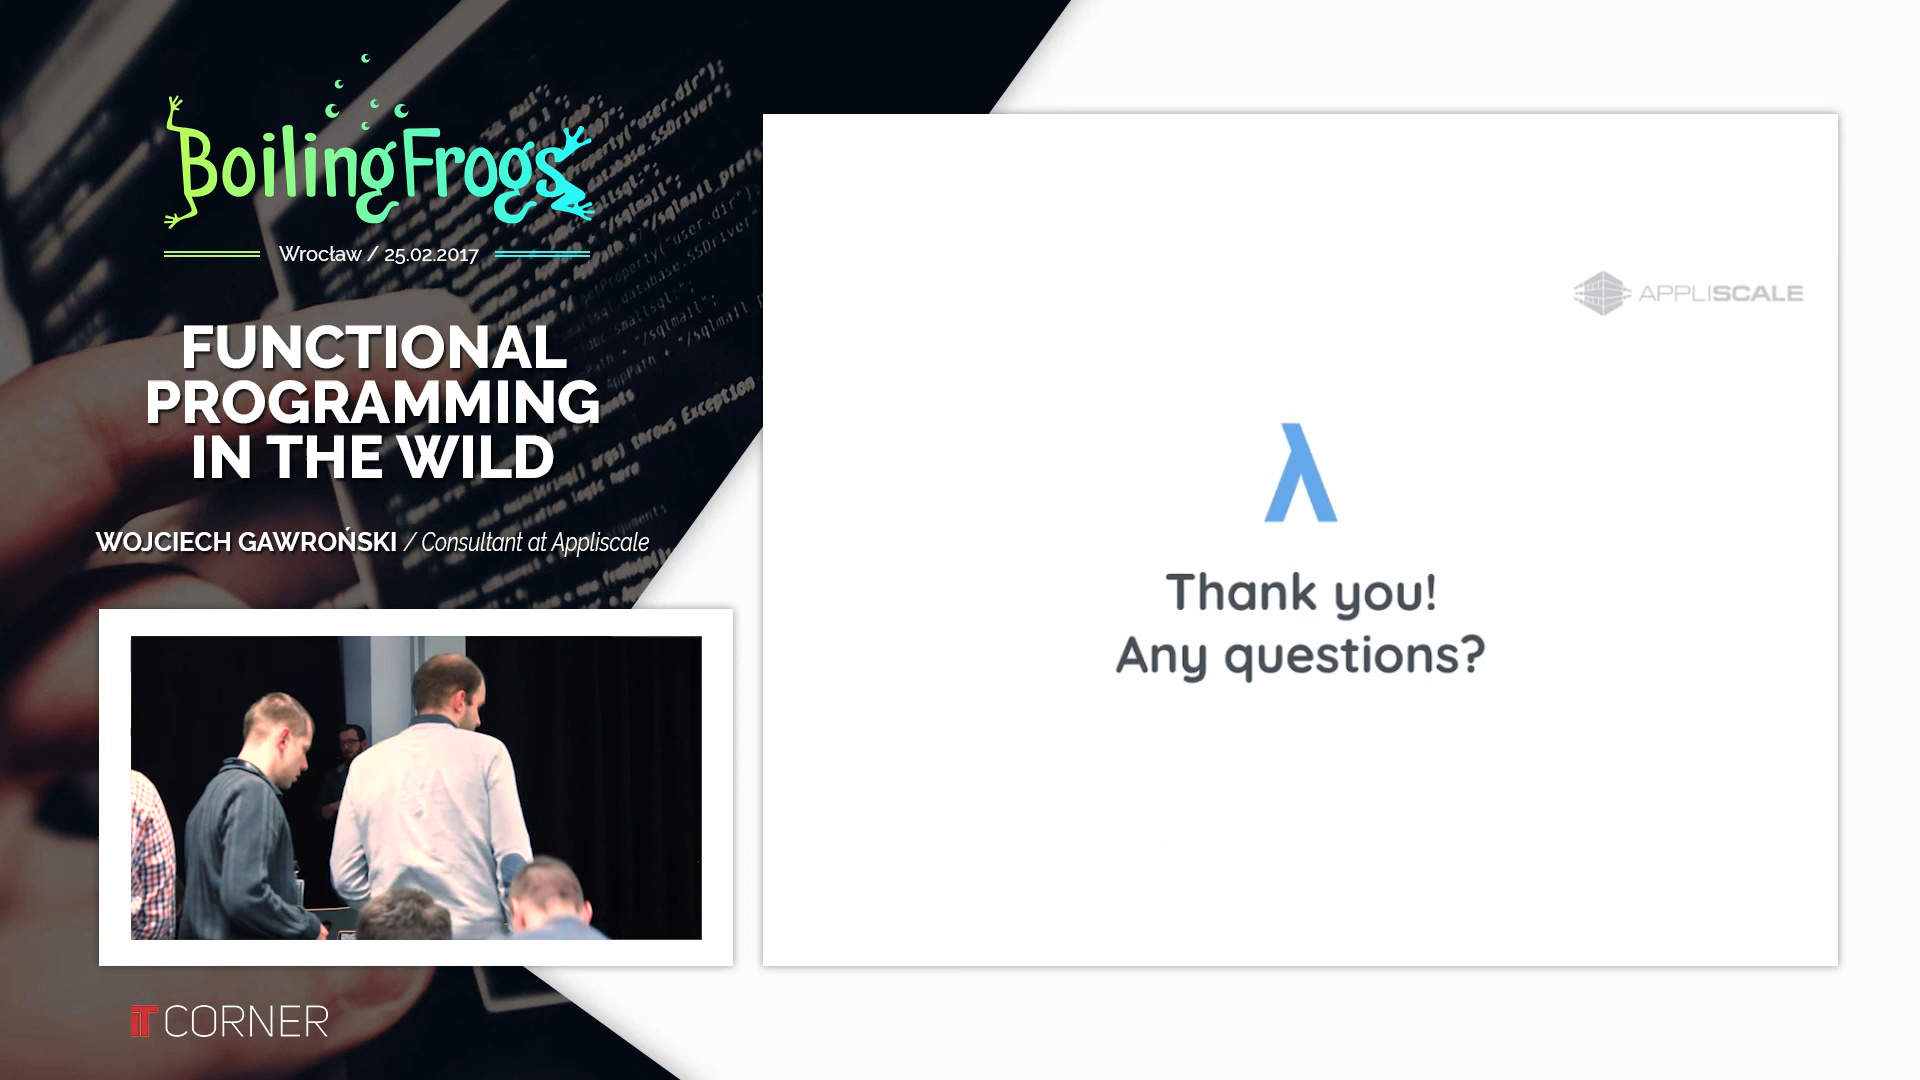 BoilingFrogs
Wrocław / 25.02.2017
FUNCTIONAL
PROGRAMMING
IN THE WILD
WOJCIECH GAWROŃSKI / Consultant at Appliscale
APPLISCALE
λ
Thank you!
Any questions?
IT CORNER